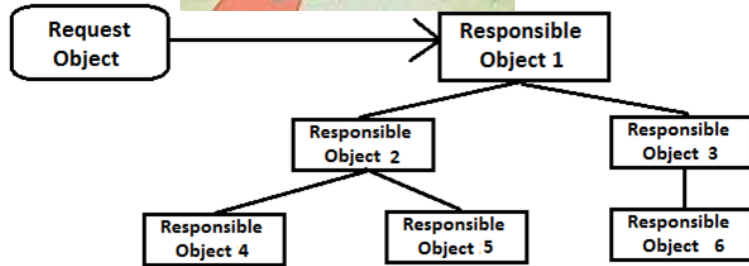 Request
Object
Responsible
Object 1
Responsible
Object 2
Responsible
Object 3
Responsible
Object 4
Responsible
Object 5
Responsible
Object 6